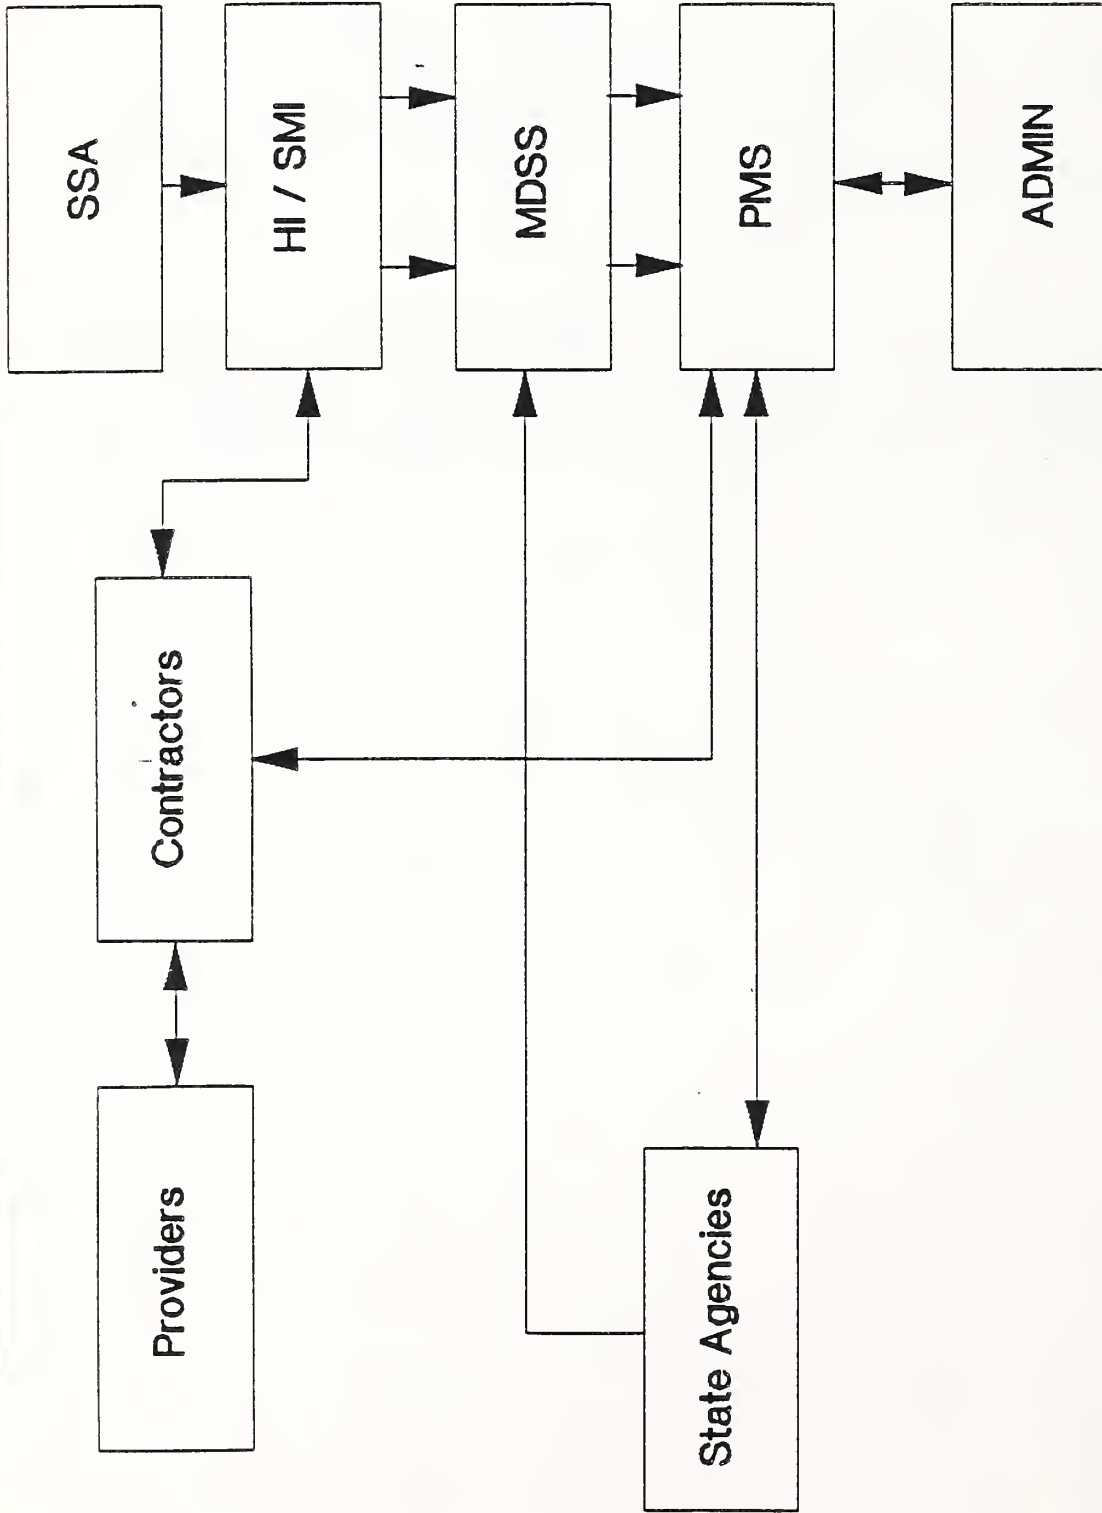 SSA
HI / SMI
MDSS
PMS
ADMIN
Contractors
Providers
State Agencies